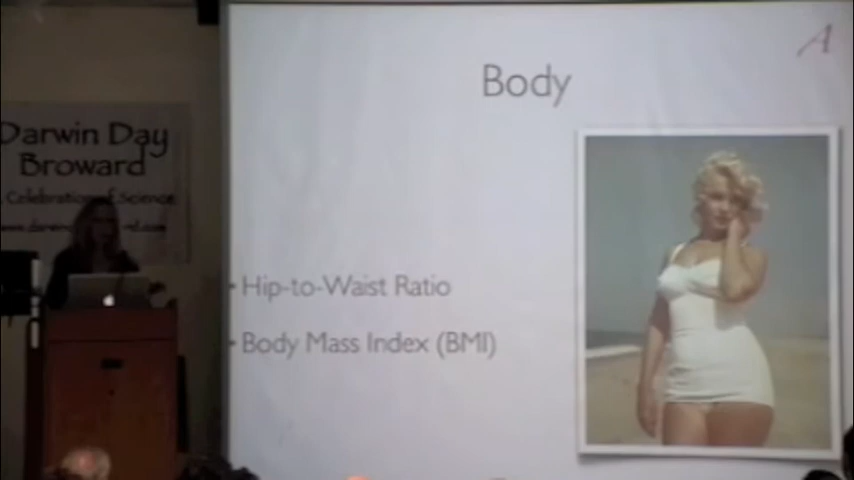 Body
A
Darwin Day
Broward
Celebration of Science
• Hip-to-Waist Ratio
• Body Mass Index (BMI)